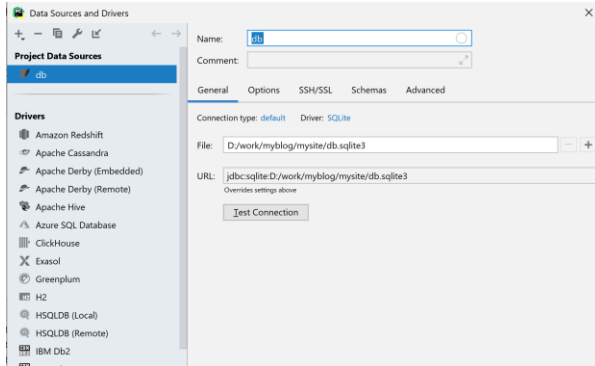 Data Sources and Drivers
Project Data Sources
db
Drivers
Amazon Redshift
Apache Cassandra
Apache Derby (Embedded)
Apache Derby (Remote)
Apache Hive
Azure SQL Database
ClickHouse
Exasol
Greenplum
H2
HSQLDB (Local)
HSQLDB (Remote)
IBM Db2
Name: db
Comment:
General Options SSH/SSL Schemas Advanced
Connection type: default Driver: SQLite
File: D:/work/myblog/mysite/db.sqlite3
URL: jdbc:sqlite:D:/work/myblog/mysite/db.sqlite3
Overrides settings above
Test Connection